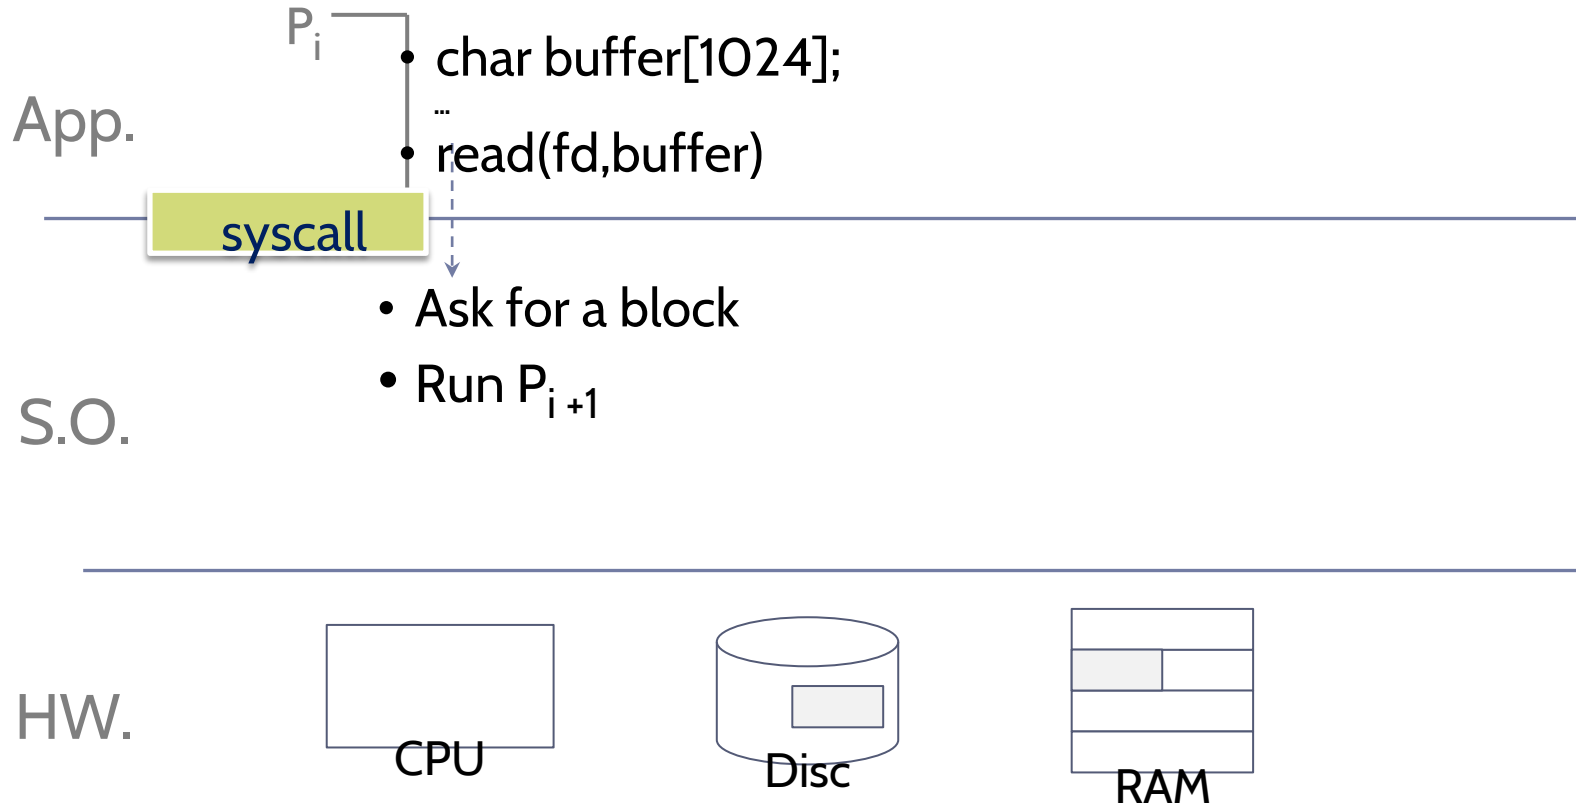 Pi
• char buffer[1024];
...
App.
• read(fd,buffer)
syscall
• Ask for a block
• Run Pi +1
S.O.
HW.
CPU
Disc
RAM